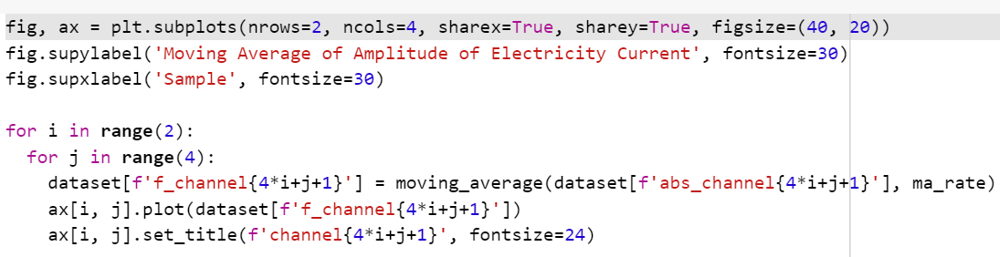 fig, ax = plt.subplots(nrows=2, ncols=4, sharex=True, sharey=True, figsize=(40, 20))
fig.supylabel('Moving Average of Amplitude of Electricity Current', fontsize=30)
fig.supxlabel('Sample', fontsize=30)

for i in range(2):
  for j in range(4):
    dataset[f'f_channel{4*i+j+1}'] = moving_average(dataset[f'abs_channel{4*i+j+1}'], ma_rate)
    ax[i, j].plot(dataset[f'f_channel{4*i+j+1}'])
    ax[i, j].set_title(f'channel{4*i+j+1}', fontsize=24)